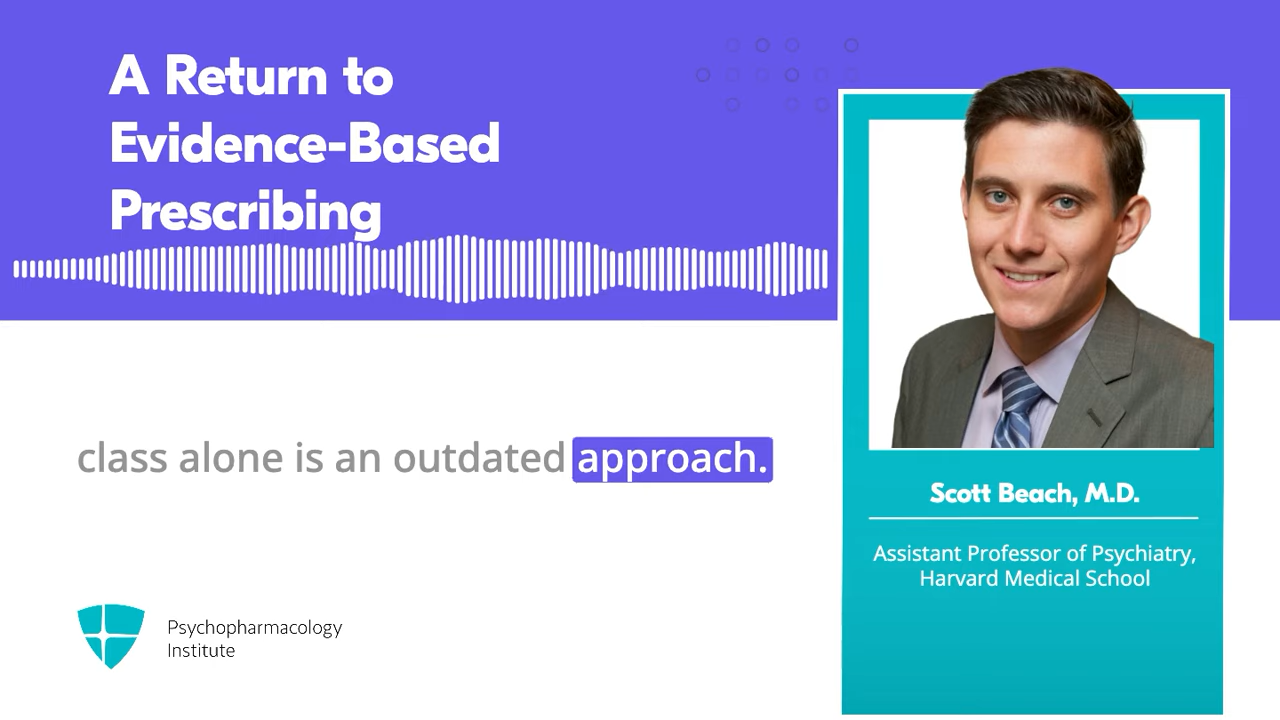 A Return to
Evidence-Based
Prescribing
class alone is an outdated approach.
Psychopharmacology
Institute
Scott Beach, M.D.
Assistant Professor of Psychiatry,
Harvard Medical School